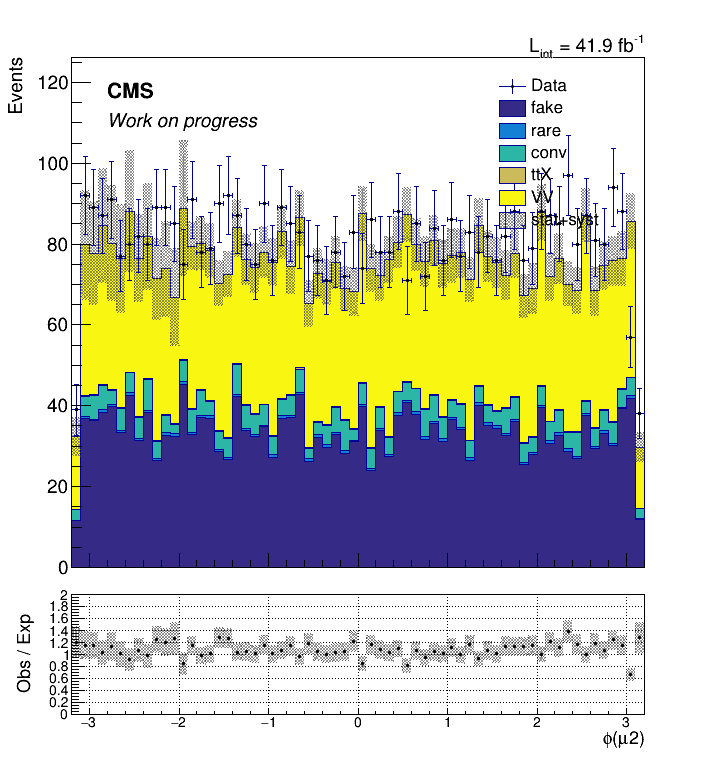 L_int = 41.9 fb^-1
Events
CMS
Work on progress
Data
fake
rare
conv
ttX
VV
stat+syst
120
100
80
60
40
20
0
Obs / Exp
2
1.8
1.6
1.4
1.2
1
0.8
0.6
0.4
0.2
0
−3 −2 −1 0 1 2 3
ϕ(μ2)